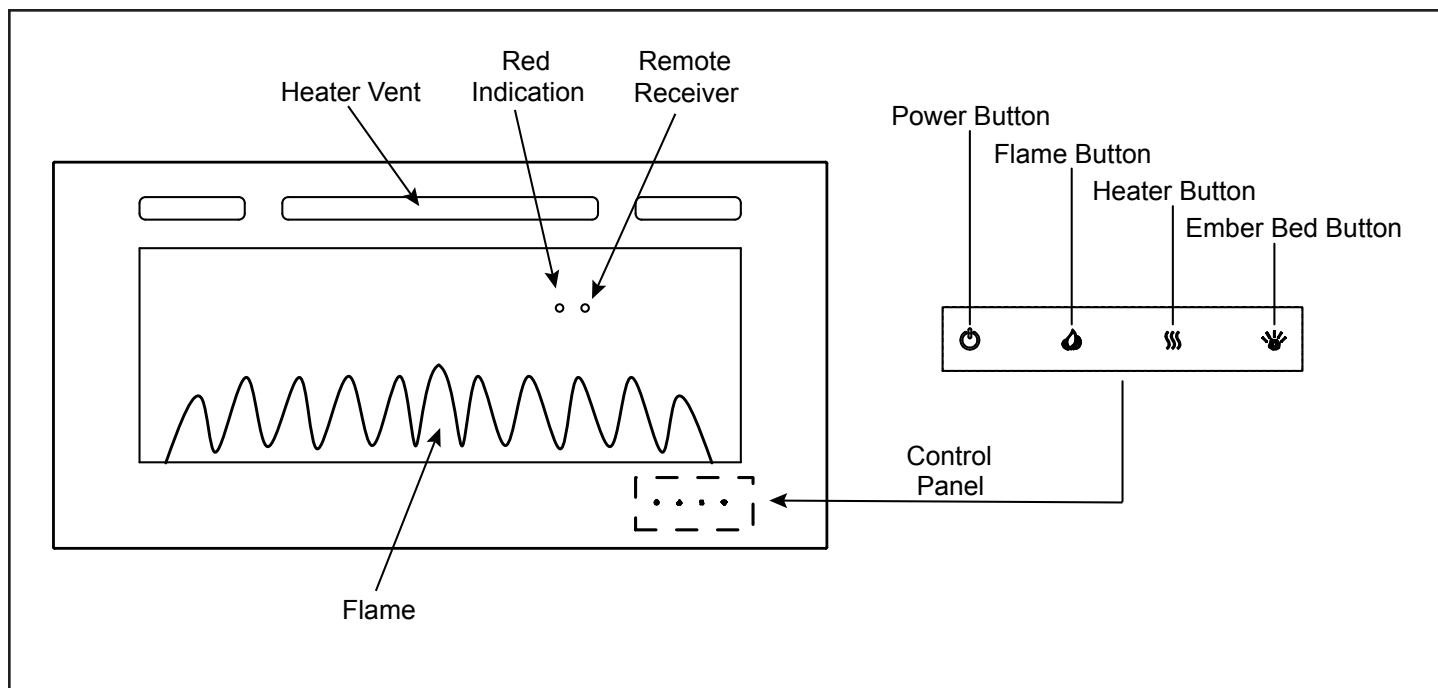 Heater Vent
Red
Indication
Remote
Receiver
Power Button
Flame Button
Heater Button
Ember Bed Button
Control
Panel
Flame